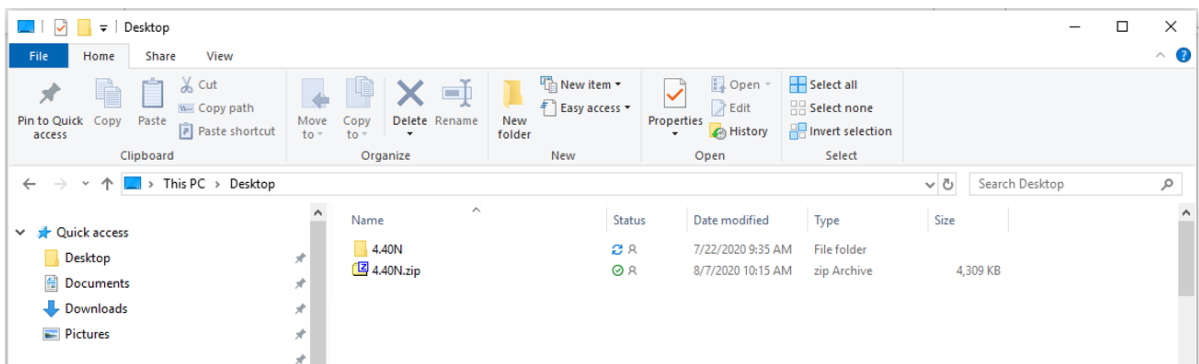 Desktop
File Home Share View
Pin to Quick access
Copy
Paste
Cut
Copy path
Paste shortcut
Clipboard
Move to
Copy to
Delete
Rename
Organize
New folder
New item
Easy access
New
Properties
Open
Edit
History
Open
Select all
Select none
Invert selection
Select
This PC > Desktop
Search Desktop
Quick access
Desktop
Documents
Downloads
Pictures
Name Status Date modified Type Size
4.40N 7/22/2020 9:35 AM File folder
4.40N.zip 8/7/2020 10:15 AM zip Archive 4,309 KB